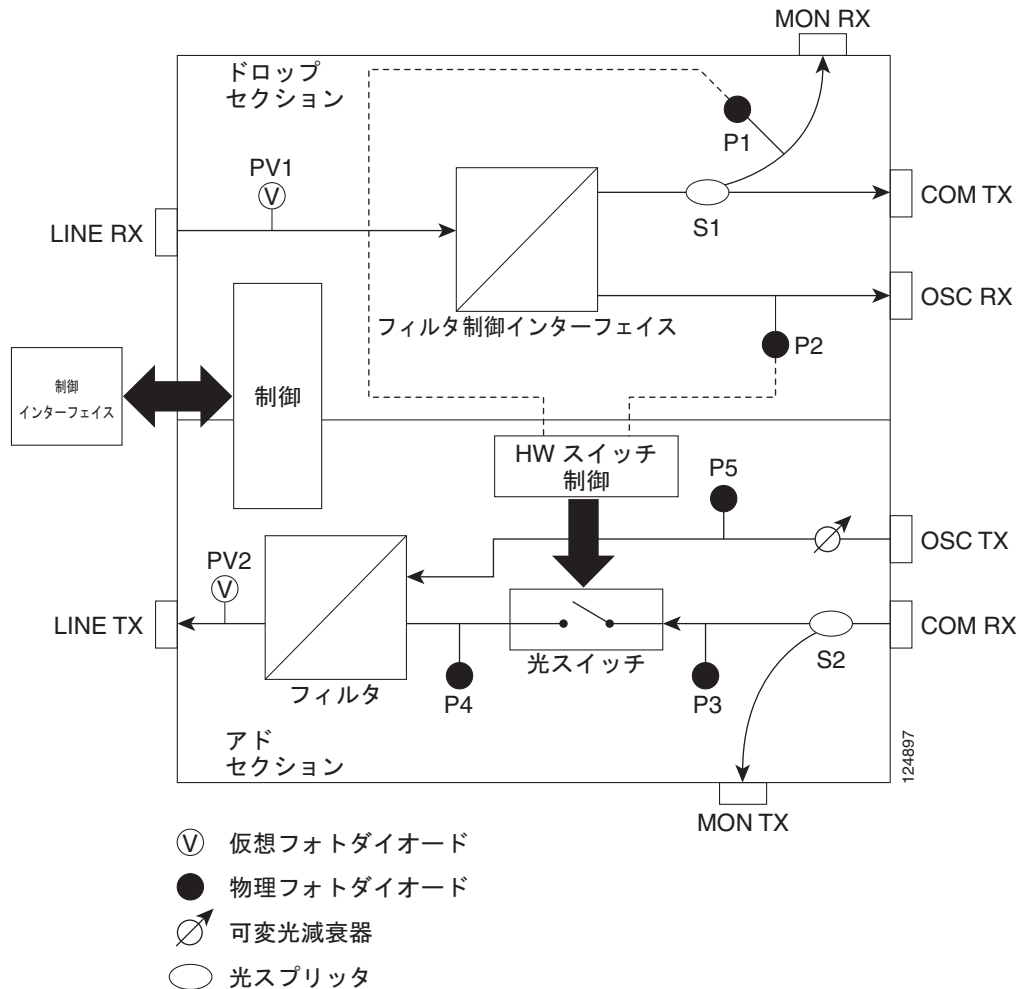 MON RX
ドロップ
セクション
P1
PV1
V
COM TX
S1
LINE RX
OSC RX
フィルタ制御インターフェイス
P2
制御
インターフェイス
制御
HW スイッチ
制御
P5
OSC TX
PV2
V
LINE TX
COM RX
S2
光スイッチ
フィルタ
P4
P3
アド
セクション
124897
MON TX
V 仮想フォトダイオード
物理フォトダイオード
可変光減衰器
光スプリッタ